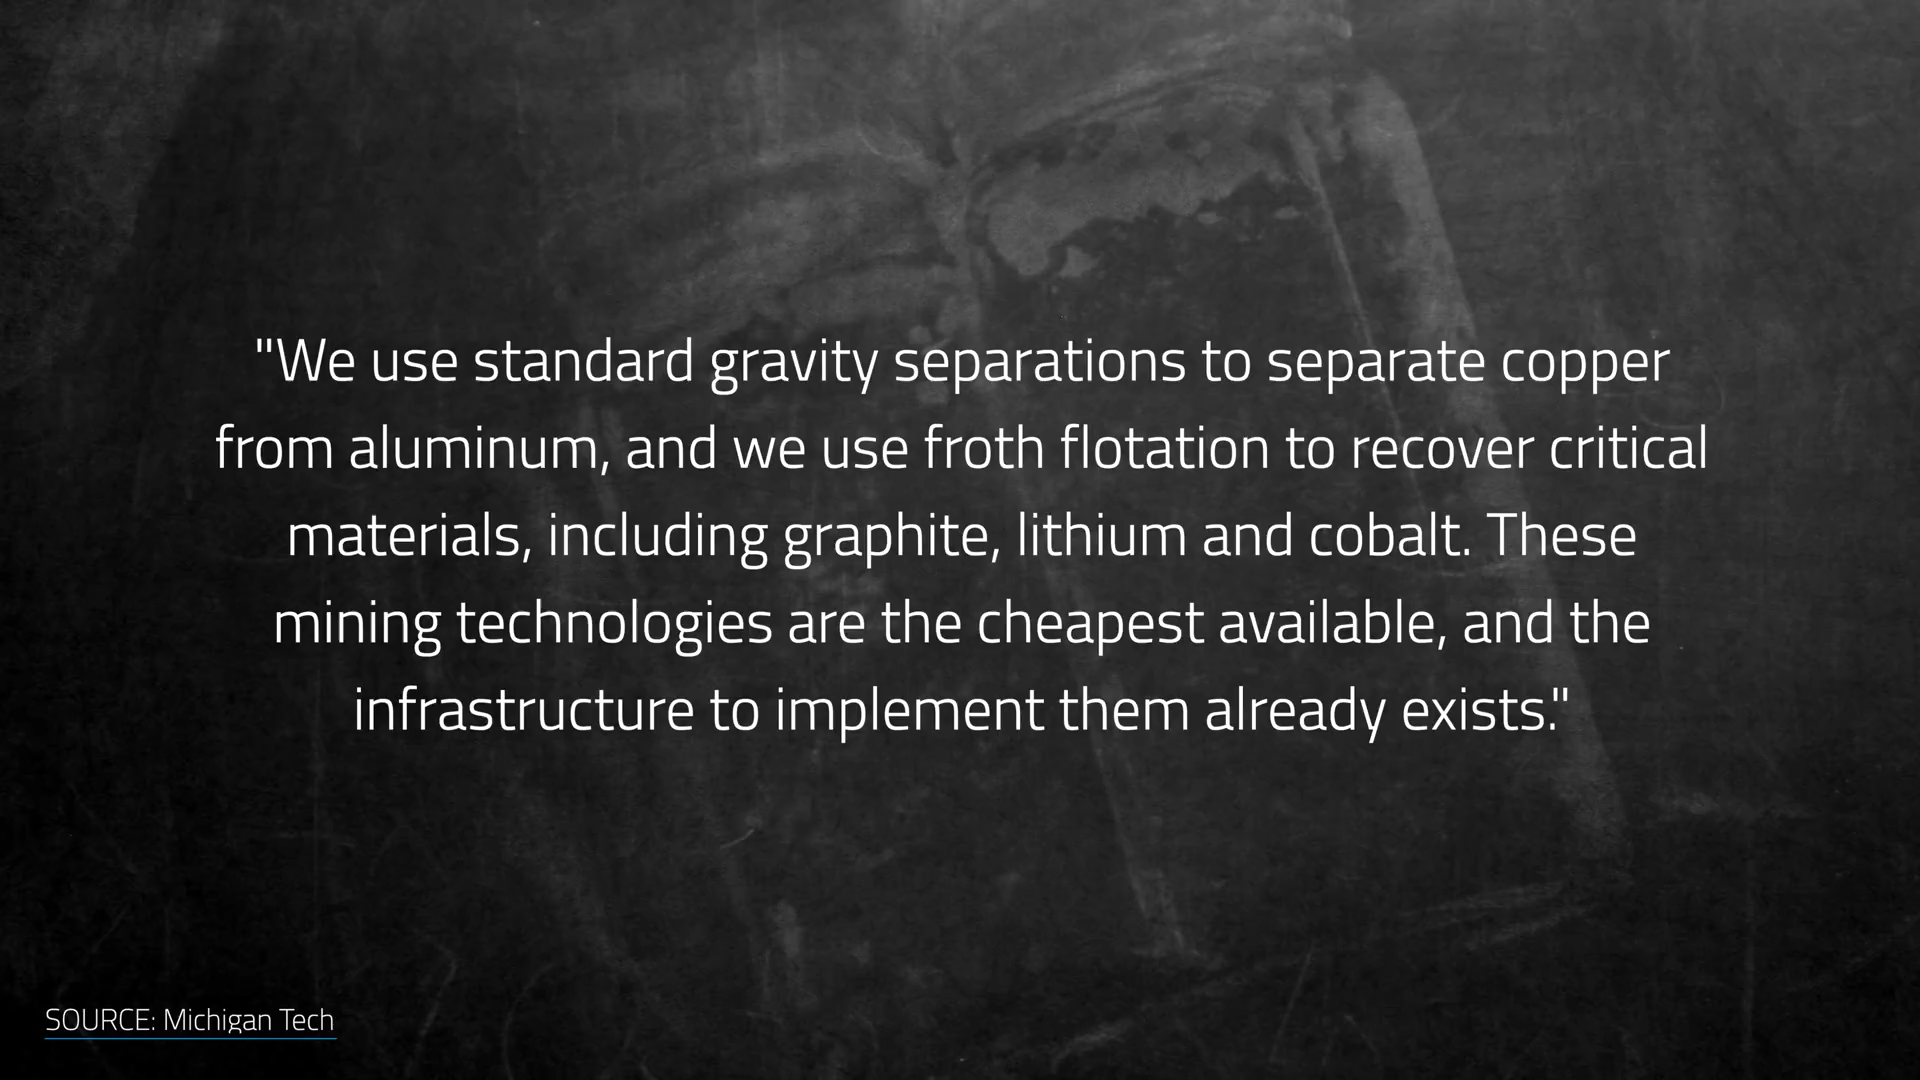 "We use standard gravity separations to separate copper
from aluminum, and we use froth flotation to recover critical
materials, including graphite, lithium and cobalt. These
mining technologies are the cheapest available, and the
infrastructure to implement them already exists."
SOURCE: Michigan Tech